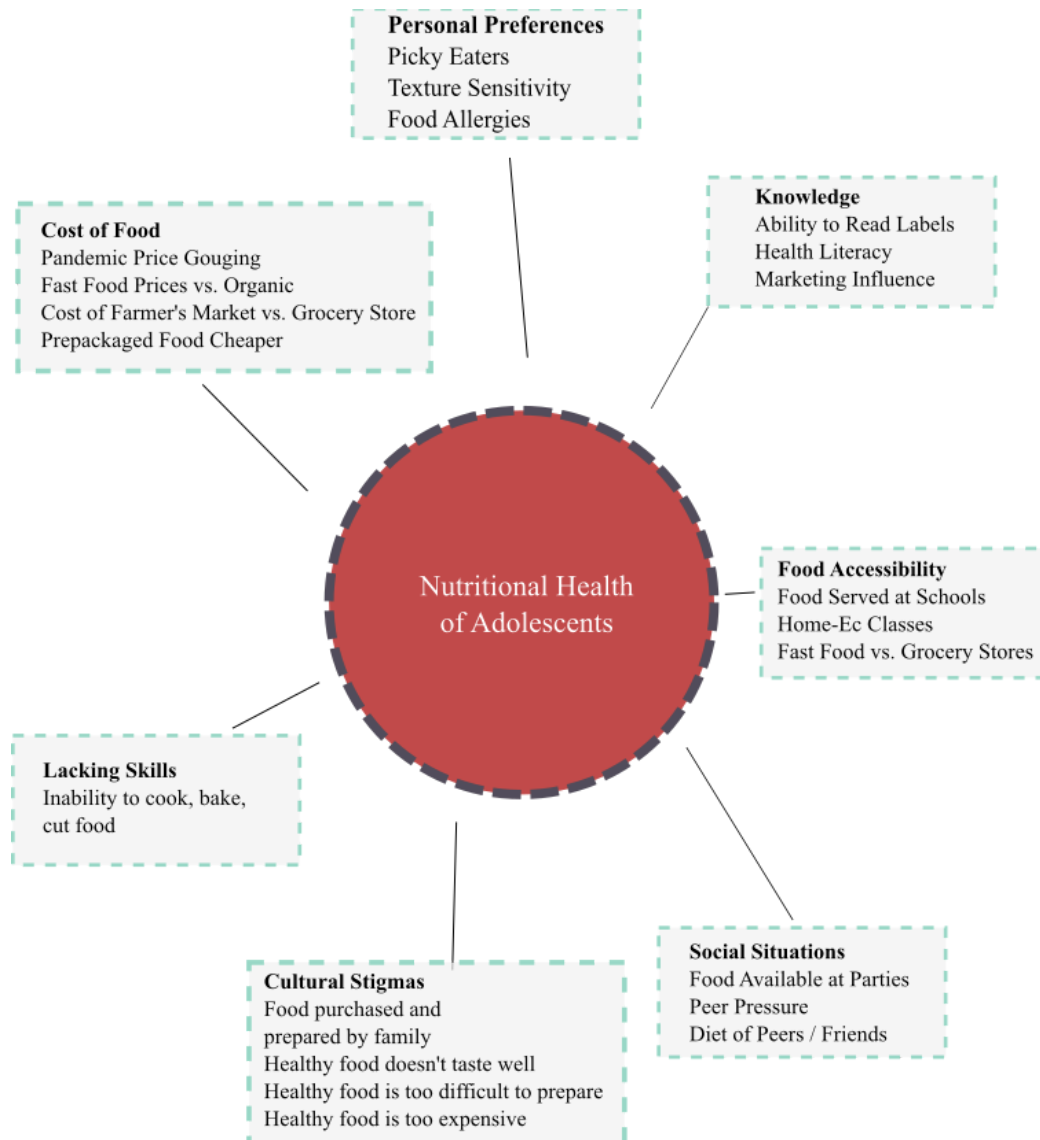 Personal Preferences
Picky Eaters
Texture Sensitivity
Food Allergies
Knowledge
Ability to Read Labels
Health Literacy
Marketing Influence
Cost of Food
Pandemic Price Gouging
Fast Food Prices vs. Organic
Cost of Farmer's Market vs. Grocery Store
Prepackaged Food Cheaper
Nutritional Health
of Adolescents
Food Accessibility
Food Served at Schools
Home-Ec Classes
Fast Food vs. Grocery Stores
Lacking Skills
Inability to cook, bake,
cut food
Social Situations
Food Available at Parties
Peer Pressure
Diet of Peers / Friends
Cultural Stigmas
Food purchased and
prepared by family
Healthy food doesn't taste well
Healthy food is too difficult to prepare
Healthy food is too expensive